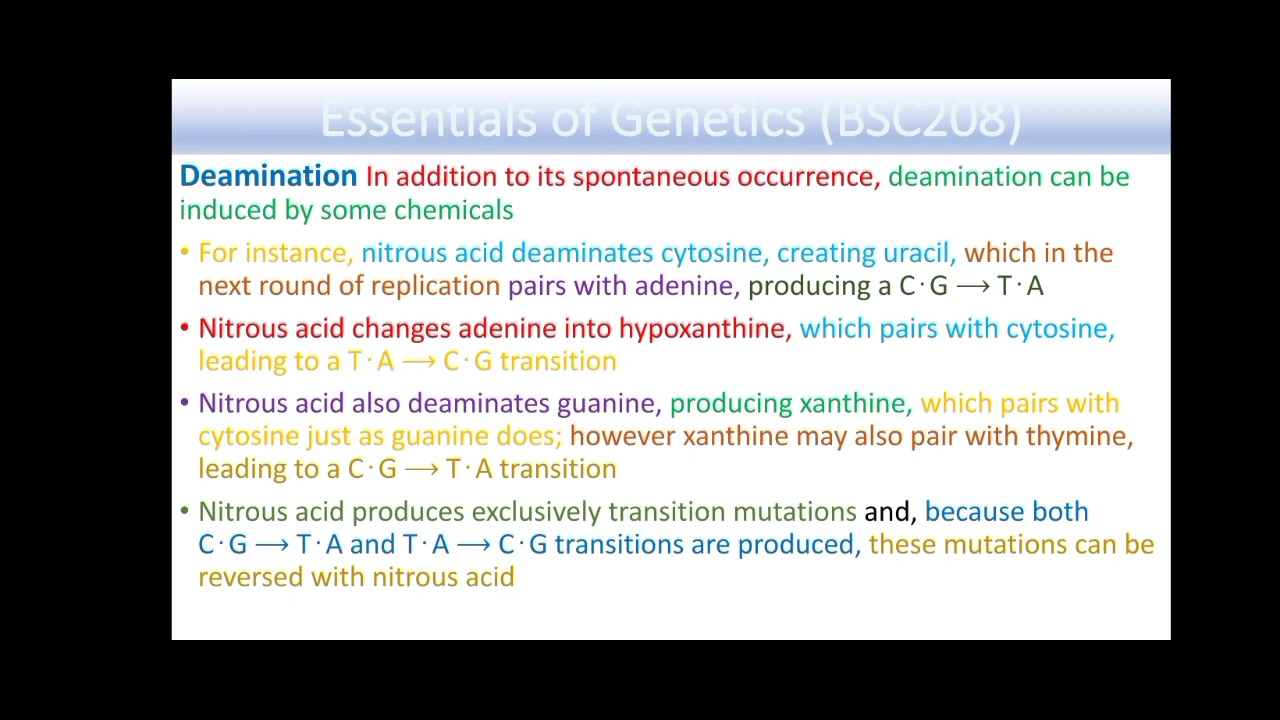 Essentials of Genetics (BSC208)
Deamination In addition to its spontaneous occurrence, deamination can be
induced by some chemicals
• For instance, nitrous acid deaminates cytosine, creating uracil, which in the
next round of replication pairs with adenine, producing a C·G ⟶ T·A
• Nitrous acid changes adenine into hypoxanthine, which pairs with cytosine,
leading to a T·A ⟶ C·G transition
• Nitrous acid also deaminates guanine, producing xanthine, which pairs with
cytosine just as guanine does; however xanthine may also pair with thymine,
leading to a C·G ⟶ T·A transition
• Nitrous acid produces exclusively transition mutations and, because both
C·G ⟶ T·A and T·A ⟶ C·G transitions are produced, these mutations can be
reversed with nitrous acid